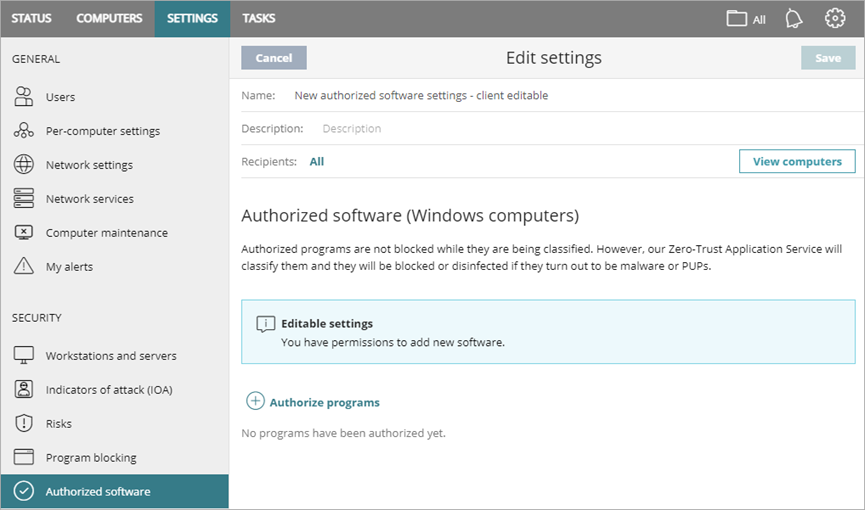 STATUS COMPUTERS SETTINGS TASKS All
GENERAL
Users
Per-computer settings
Network settings
Network services
Computer maintenance
My alerts
SECURITY
Workstations and servers
Indicators of attack (IOA)
Risks
Program blocking
Authorized software
Cancel Edit settings Save
Name: New authorized software settings - client editable
Description: Description
Recipients: All View computers
Authorized software (Windows computers)
Authorized programs are not blocked while they are being classified. However, our Zero-Trust Application Service will
classify them and they will be blocked or disinfected if they turn out to be malware or PUPs.
Editable settings
You have permissions to add new software.
Authorize programs
No programs have been authorized yet.